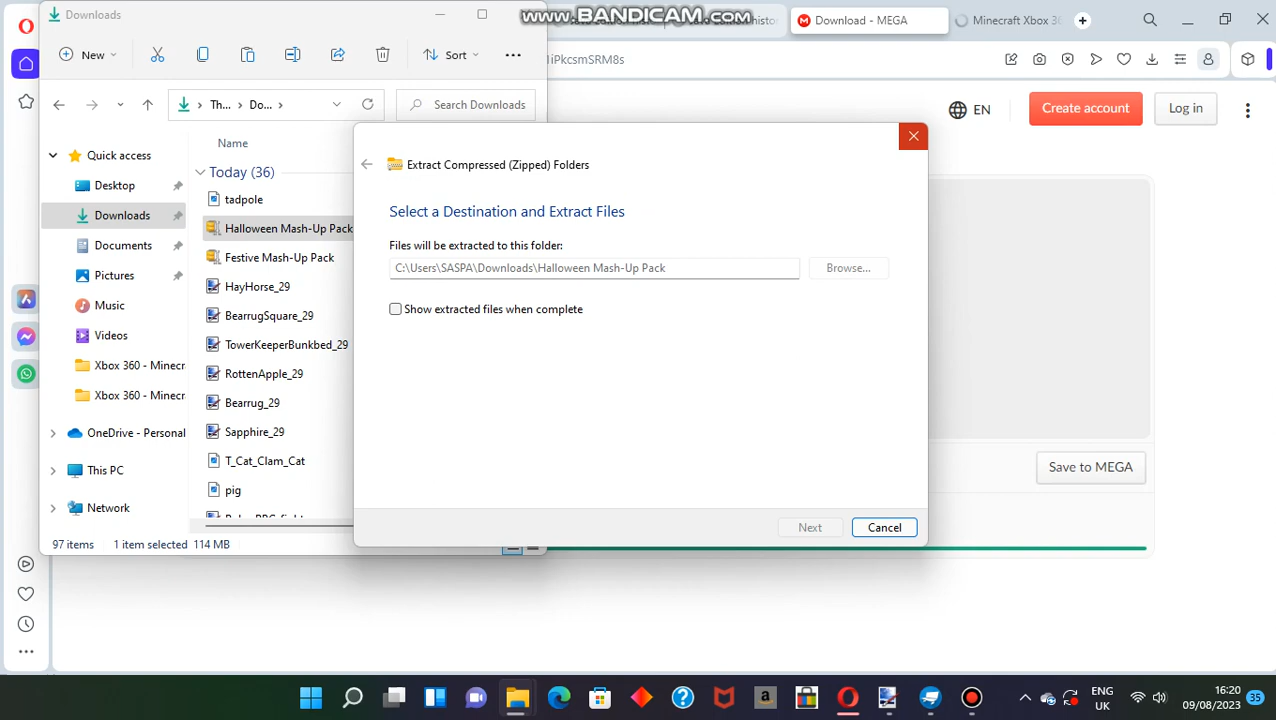 Downloads
www.BANDICAM.com
Download - MEGA
Minecraft Xbox 36
New
Sort
iPkcsmSRM8s
Th...
Do...
Search Downloads
EN
Create account
Log in
Name
Quick access
Today (36)
Desktop
Downloads
Documents
Pictures
Music
Videos
Xbox 360 - Minecr
Xbox 360 - Minecr
OneDrive - Personal
This PC
Network
tadpole
Halloween Mash-Up Pack
Festive Mash-Up Pack
HayHorse_29
BearrugSquare_29
TowerKeeperBunkbed_29
RottenApple_29
Bearrug_29
Sapphire_29
T_Cat_Clam_Cat
pig
97 items
1 item selected
114 MB
Extract Compressed (Zipped) Folders
Select a Destination and Extract Files
Files will be extracted to this folder:
C:\Users\SASPA\Downloads\Halloween Mash-Up Pack
Browse...
Show extracted files when complete
Next
Cancel
Save to MEGA
ENG
UK
16:20
09/08/2023
35